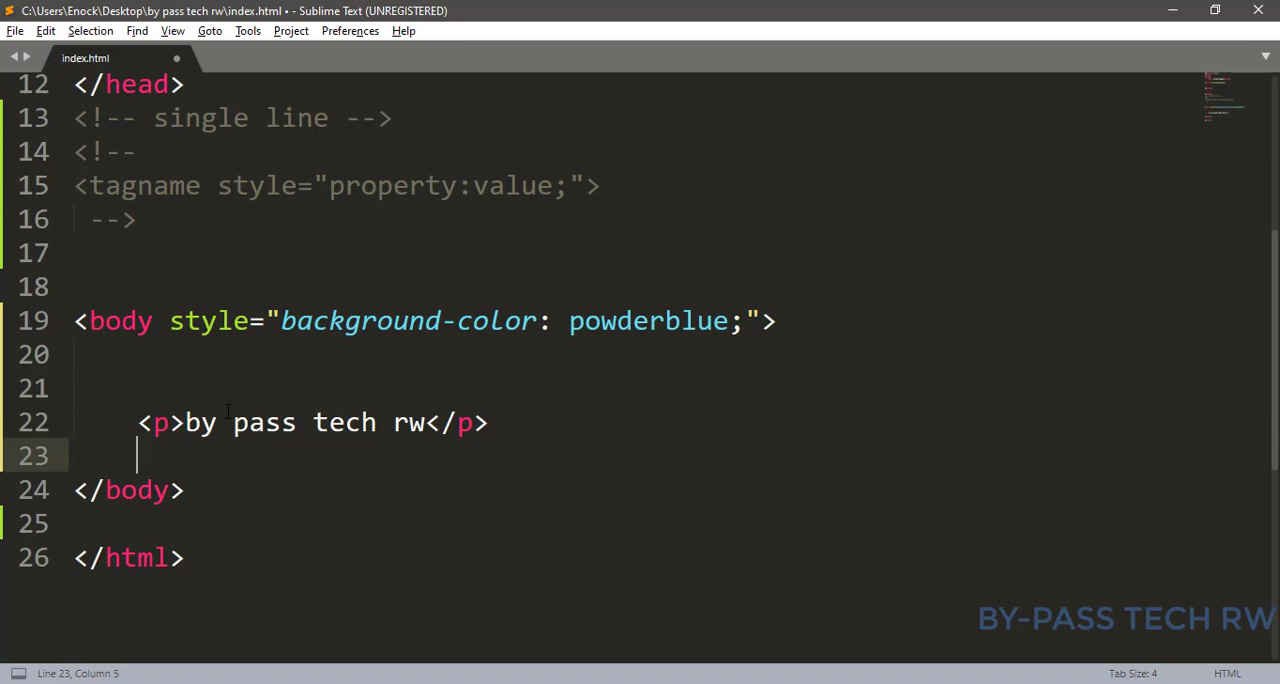 C:\Users\Enock\Desktop\by pass tech rw\index.html • - Sublime Text (UNREGISTERED)
File Edit Selection Find View Goto Tools Project Preferences Help
index.html
12 </head>
13 <!-- single line -->
14 <!--
15 <tagname style="property:value;">
16 -->
17
18
19 <body style="background-color: powderblue;">
20
21
22 <p>by pass tech rw</p>
23
24 </body>
25
26 </html>
BY-PASS TECH RW
Line 23, Column 5 Tab Size: 4 HTML